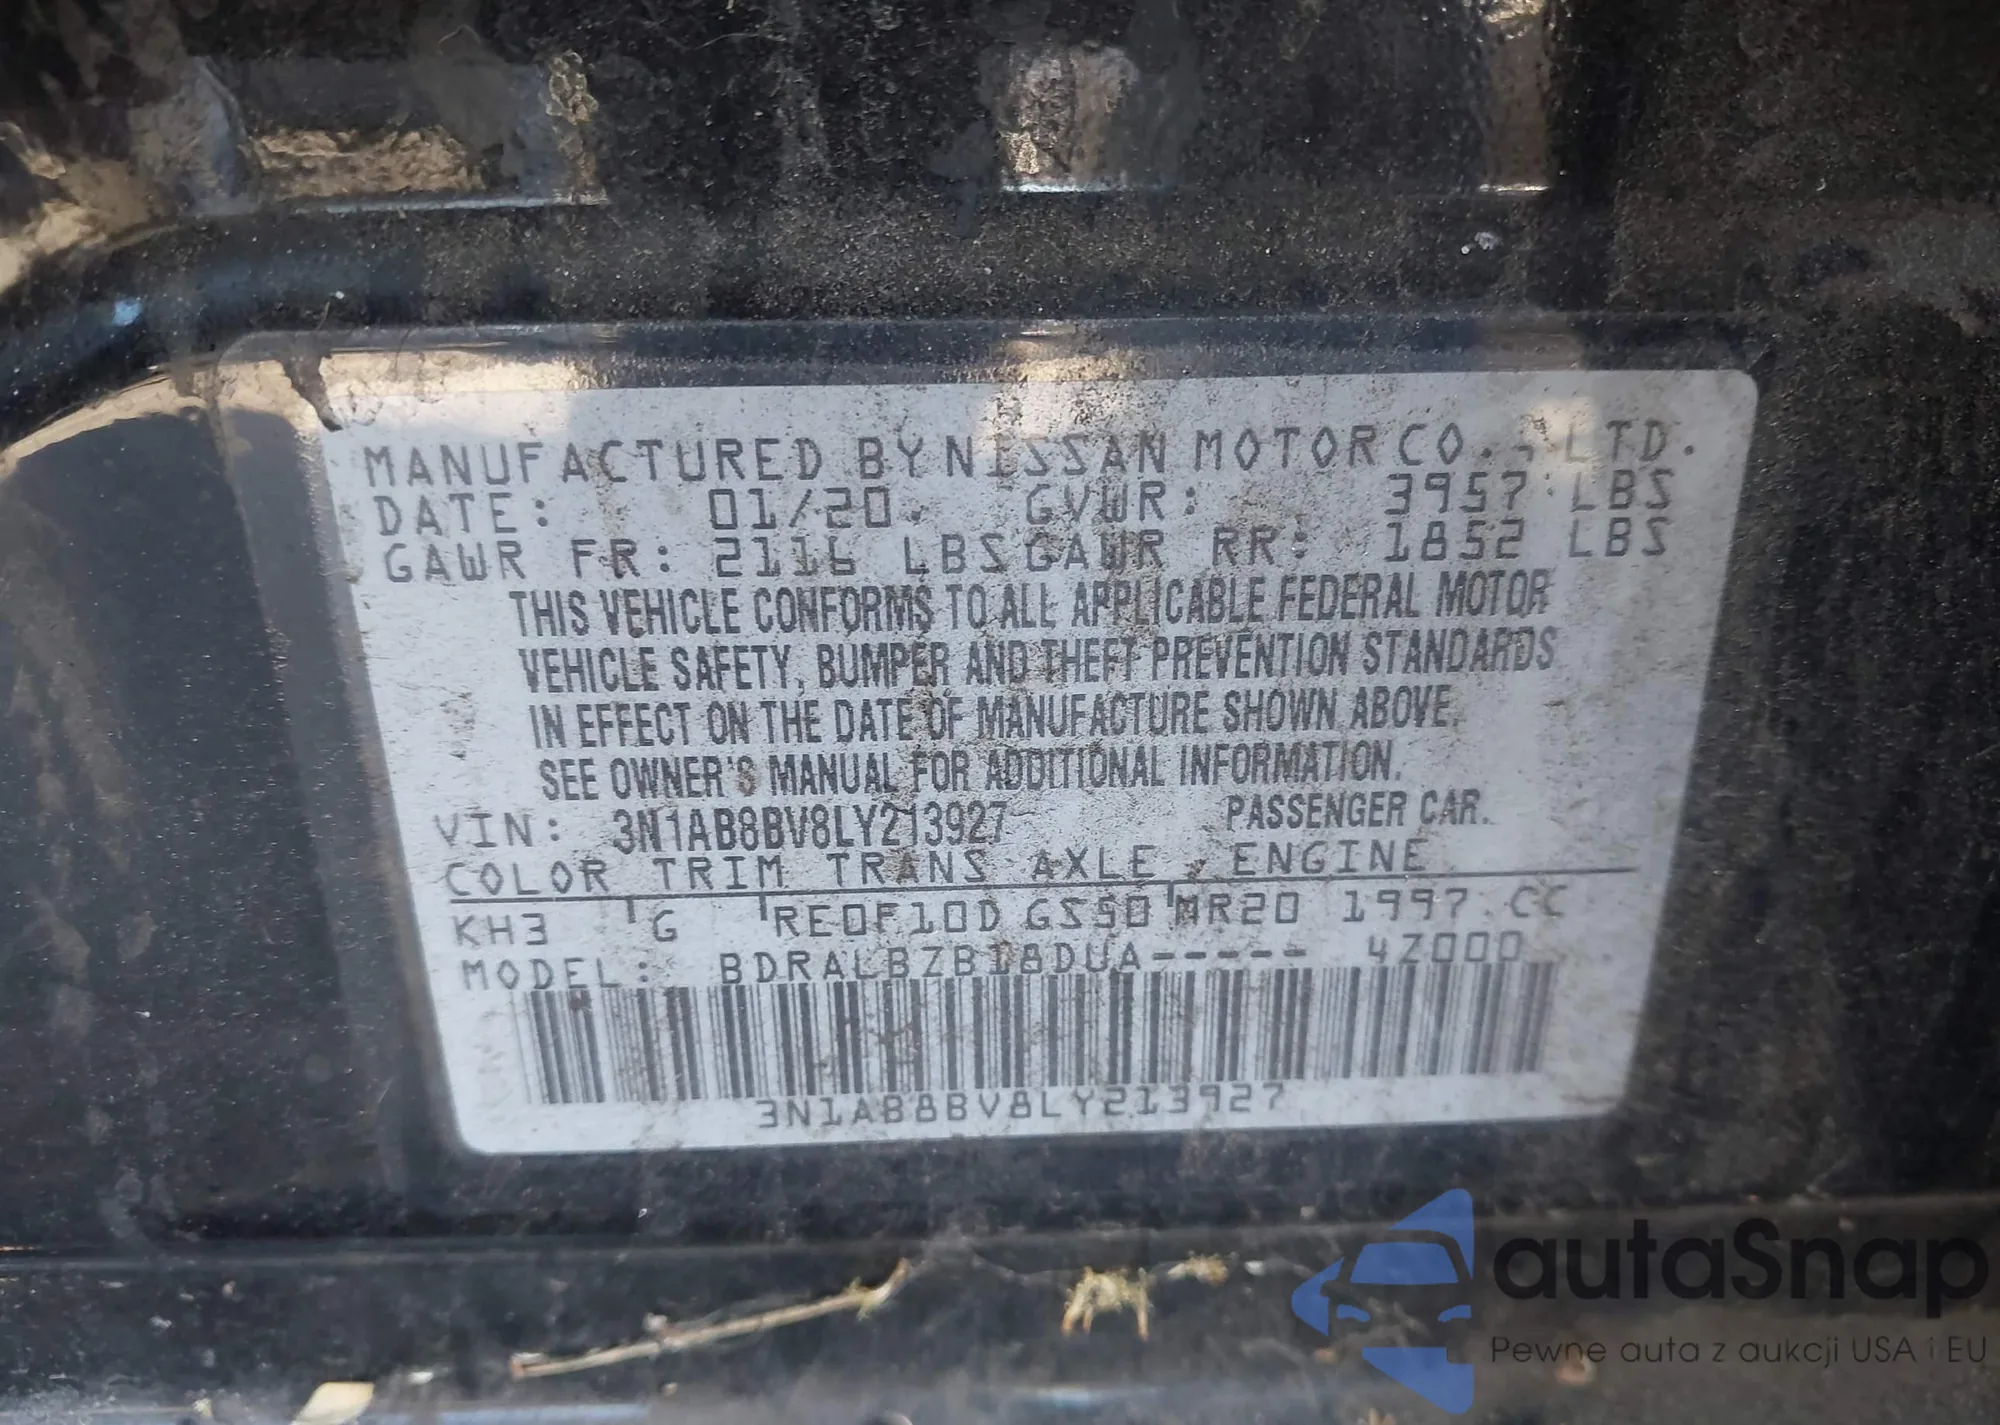 MANUFACTURED BY NISSAN MOTOR CO., LTD.
DATE: 01/20 GVWR: 3957 LBS
GAWR FR: 2116 LBS GAWR RR: 1852 LBS
THIS VEHICLE CONFORMS TO ALL APPLICABLE FEDERAL MOTOR
VEHICLE SAFETY, BUMPER AND THEFT PREVENTION STANDARDS
IN EFFECT ON THE DATE OF MANUFACTURE SHOWN ABOVE.
SEE OWNER'S MANUAL FOR ADDITIONAL INFORMATION.
VIN: 3N1AB8BV8LY213927 PASSENGER CAR.
COLOR TRIM TRANS AXLE ENGINE
KH3 G RE0F10D GS50 MR20 1997 CC
MODEL: BDRALBZB18DUA----- 4Z000
3N1AB8BV8LY213927
autaSnap
Pewne auta z aukcji USA i EU